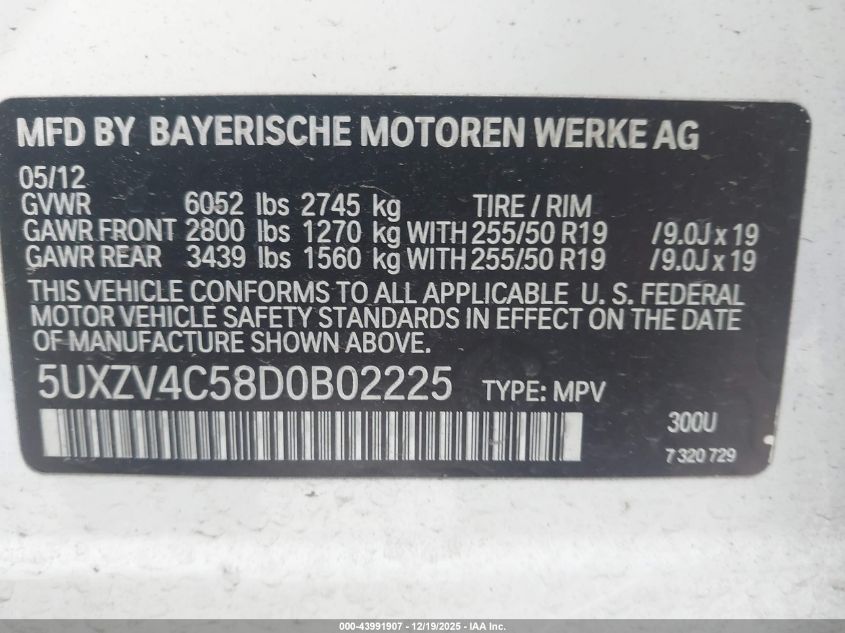 MFD BY BAYERISCHE MOTOREN WERKE AG
05/12
GVWR 6052 lbs 2745 kg TIRE / RIM
GAWR FRONT 2800 lbs 1270 kg WITH 255/50 R19 /9.0J x 19
GAWR REAR 3439 lbs 1560 kg WITH 255/50 R19 /9.0J x 19
THIS VEHICLE CONFORMS TO ALL APPLICABLE U. S. FEDERAL
MOTOR VEHICLE SAFETY STANDARDS IN EFFECT ON THE DATE
OF MANUFACTURE SHOWN ABOVE.
5UXZV4C58D0B02225 TYPE: MPV
300U
7 320 729
000-43991907 - 12/19/2025 - IAA Inc.